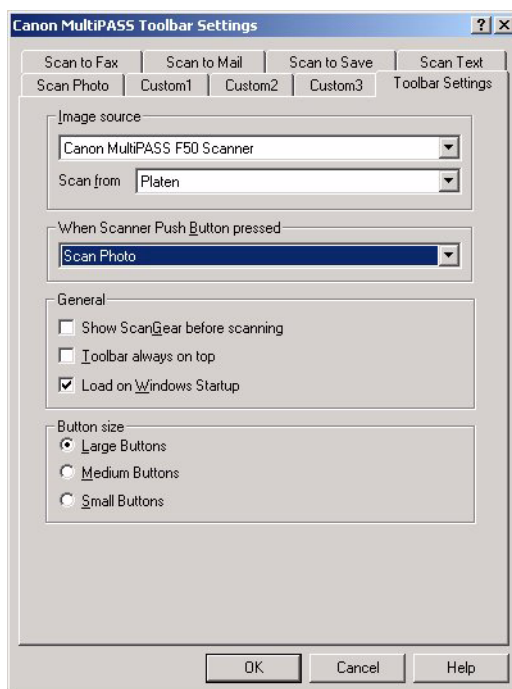 Canon MultiPASS Toolbar Settings
Scan to Fax Scan to Mail Scan to Save Scan Text
Scan Photo Custom1 Custom2 Custom3 Toolbar Settings
Image source
Canon MultiPASS F50 Scanner
Scan from Platen
When Scanner Push Button pressed
Scan Photo
General
Show ScanGear before scanning
Toolbar always on top
Load on Windows Startup
Button size
Large Buttons
Medium Buttons
Small Buttons
OK Cancel Help